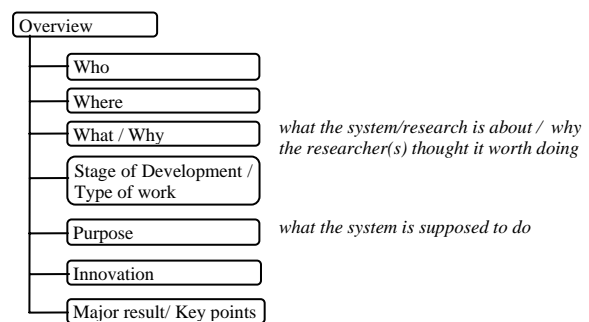 Overview
Who
Where
What / Why
what the system/research is about / why
the researcher(s) thought it worth doing
Stage of Development /
Type of work
Purpose
what the system is supposed to do
Innovation
Major result/ Key points